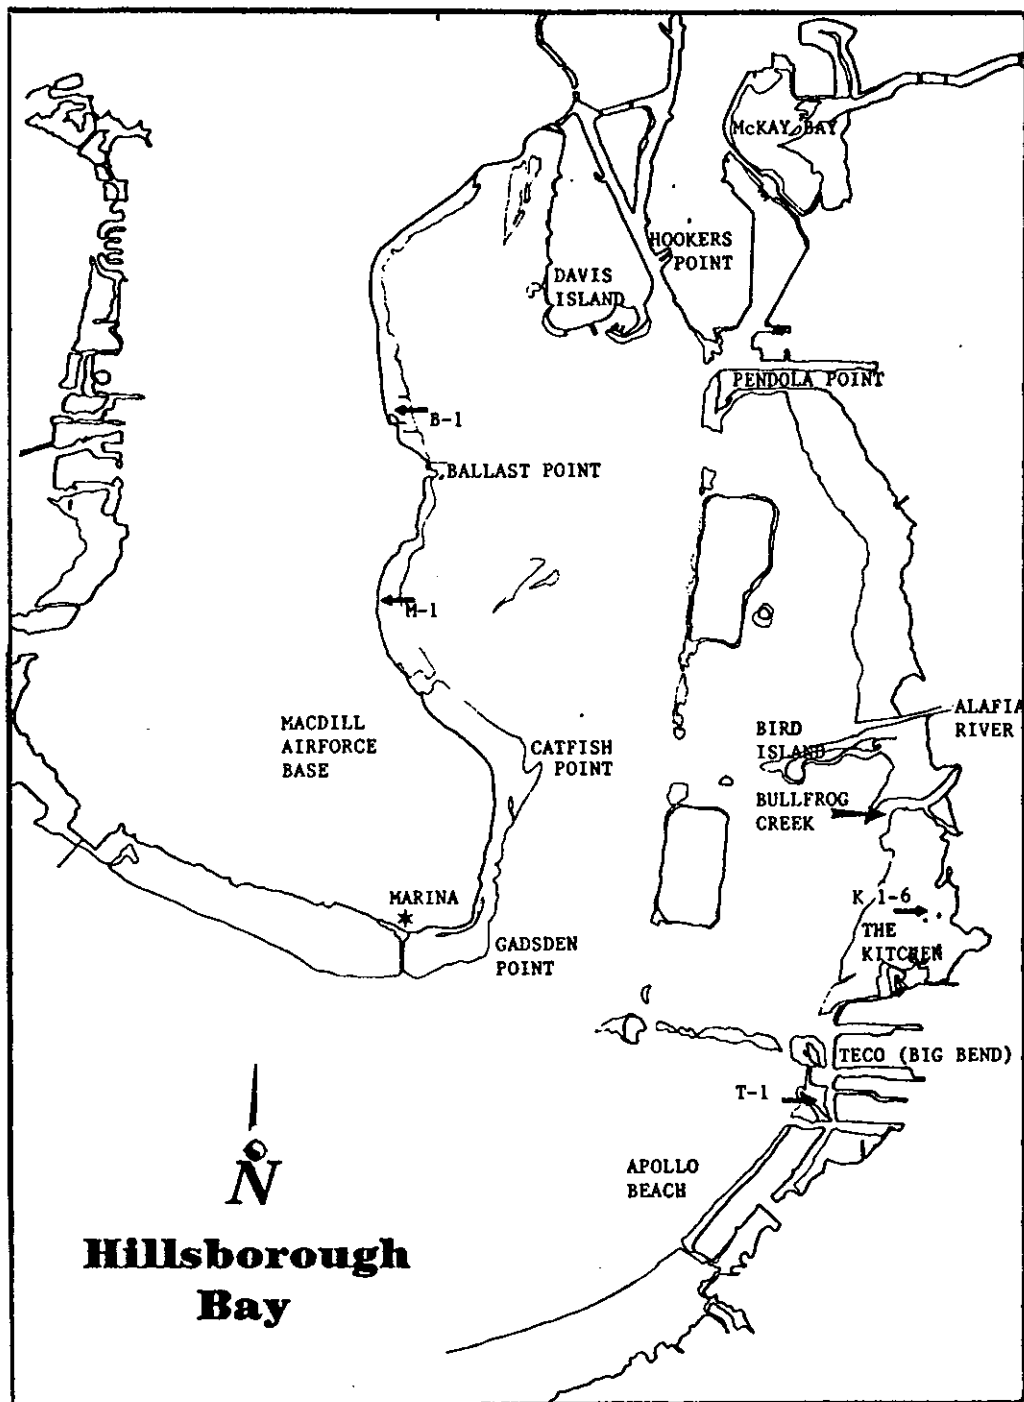 McKAY BAY
HOOKERS
POINT
DAVIS
ISLAND
PENDOLA POINT
B-1
BALLAST POINT
M-1
ALAFIA
RIVER
MACDILL
AIRFORCE
BASE
CATFISH
POINT
BIRD
ISLAND
BULLFROG
CREEK
MARINA
K 1-6
THE
KITCHEN
GADSDEN
POINT
TECO (BIG BEND)
T-1
APOLLO
BEACH
N
Hillsborough
Bay